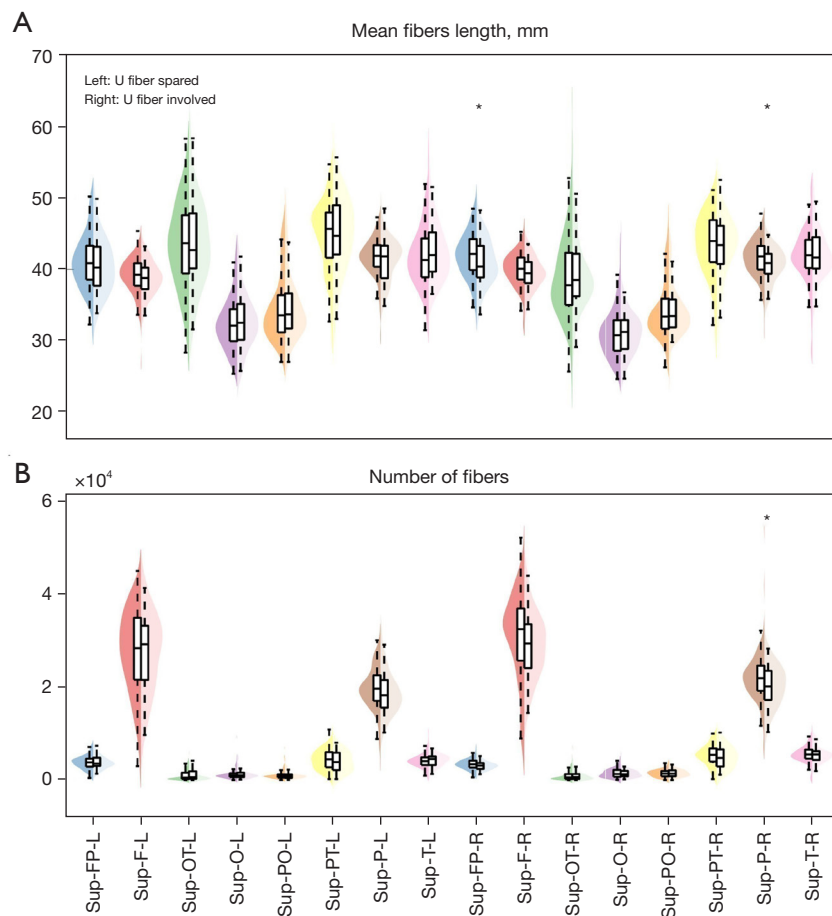 A
Mean fibers length, mm
Left: U fiber spared
Right: U fiber involved
*
*
70
60
50
40
30
20
B
×10⁴
Number of fibers
*
6
4
2
0
Sup-FP-L
Sup-F-L
Sup-OT-L
Sup-O-L
Sup-PO-L
Sup-PT-L
Sup-P-L
Sup-T-L
Sup-FP-R
Sup-F-R
Sup-OT-R
Sup-O-R
Sup-PO-R
Sup-PT-R
Sup-P-R
Sup-T-R